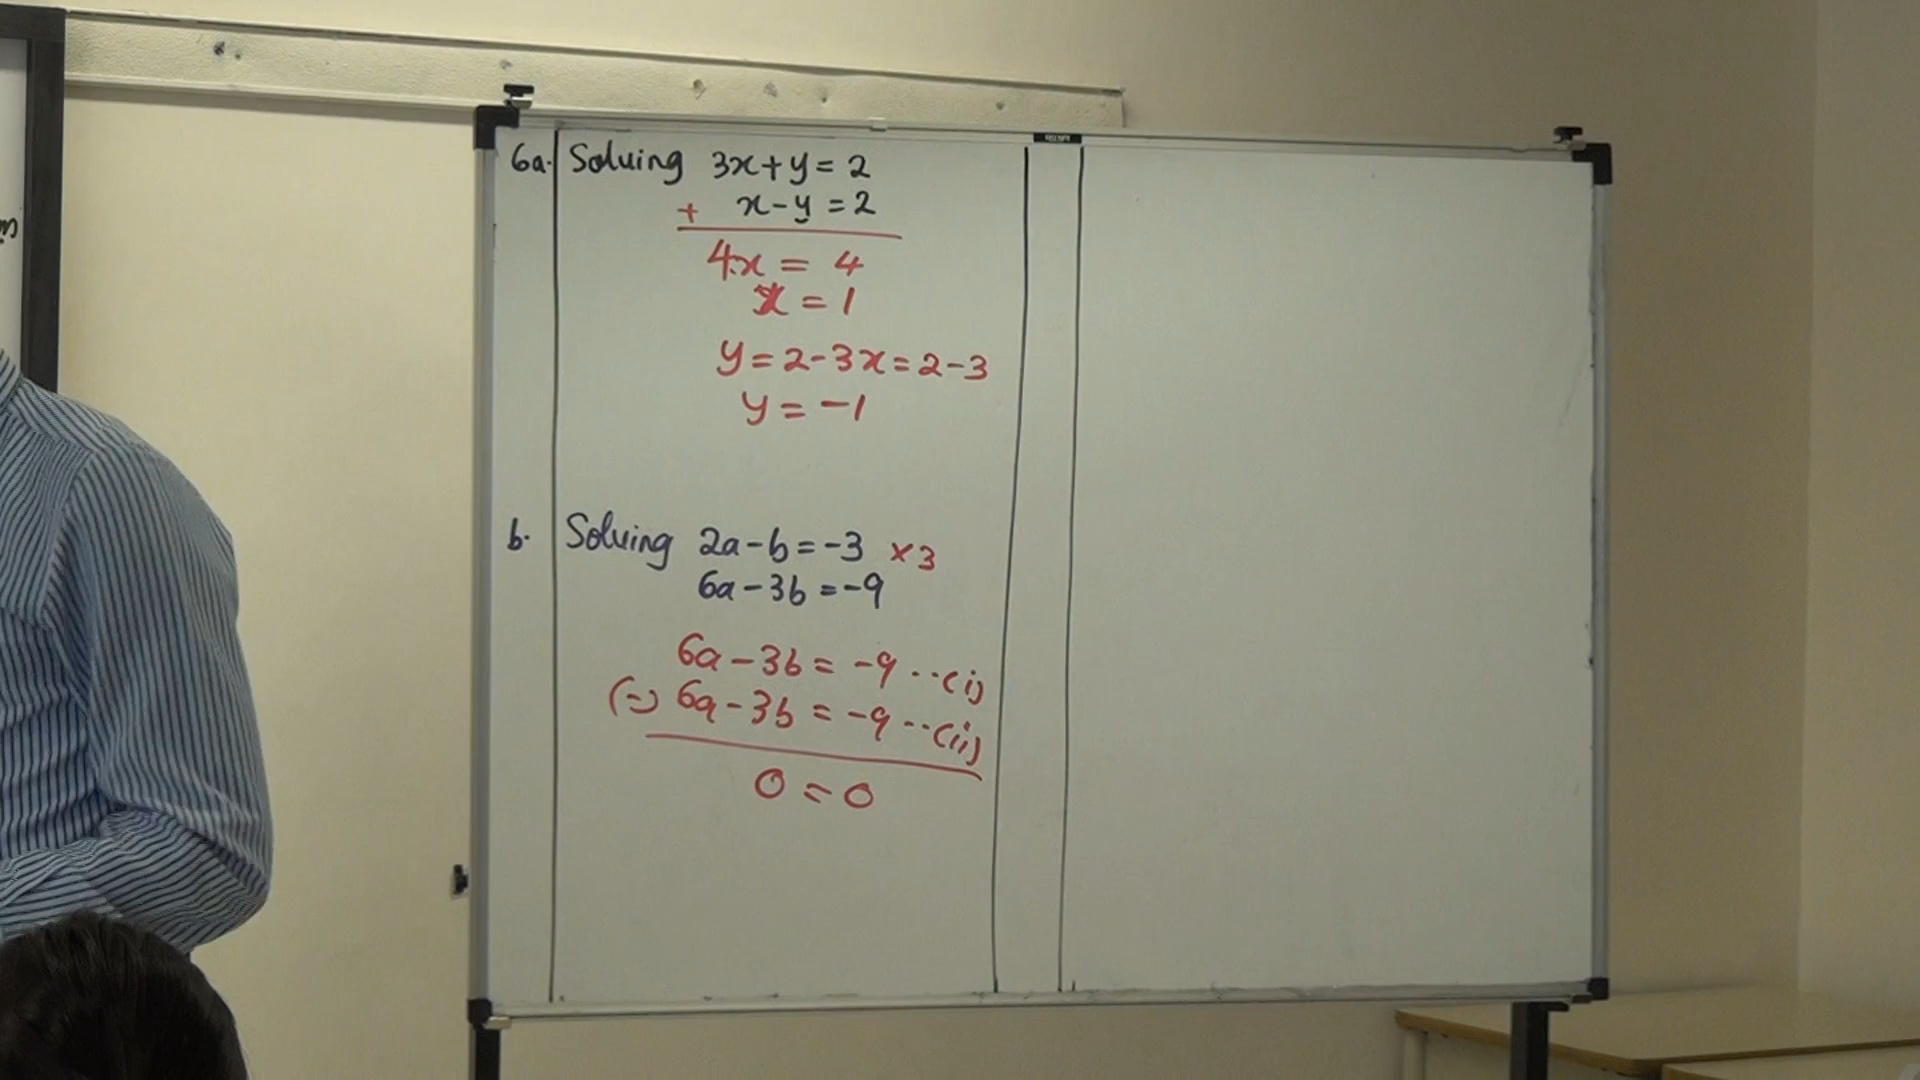 6a. Solving 3x+y=2
+ x-y=2
4x = 4
x = 1
y=2-3x=2-3
y = -1
b. Solving 2a-b=-3 ×3
6a-3b=-9
6a-3b= -9 ..(i)
(-) 6a-3b = -9 ..(ii)
0 = 0